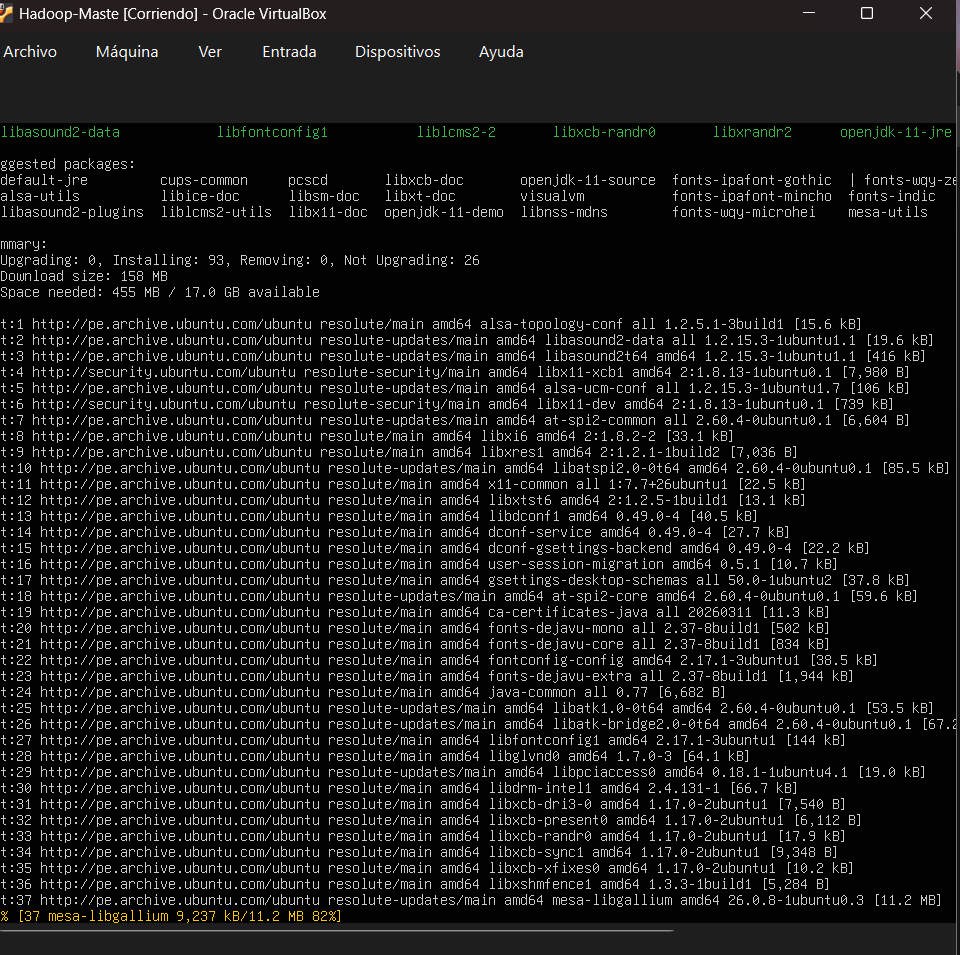 Hadoop-Maste [Corriendo] - Oracle VirtualBox
Archivo Máquina Ver Entrada Dispositivos Ayuda
libasound2-data libfontconfig1 liblcms2-2 libxcb-randr0 libxrandr2 openjdk-11-jre
ggested packages:
default-jre cups-common pcscd libxcb-doc openjdk-11-source fonts-ipafont-gothic | fonts-wqy-ze
alsa-utils libice-doc libsm-doc libxt-doc visualvm fonts-ipafont-mincho fonts-indic
libasound2-plugins liblcms2-utils libx11-doc openjdk-11-demo libnss-mdns fonts-wqy-microhei mesa-utils
mmary:
Upgrading: 0, Installing: 93, Removing: 0, Not Upgrading: 26
Download size: 158 MB
Space needed: 455 MB / 17.0 GB available
t:1 http://pe.archive.ubuntu.com/ubuntu resolute/main amd64 alsa-topology-conf all 1.2.5.1-3build1 [15.6 kB]
t:2 http://pe.archive.ubuntu.com/ubuntu resolute-updates/main amd64 libasound2-data all 1.2.15.3-1ubuntu1.1 [19.6 kB]
t:3 http://pe.archive.ubuntu.com/ubuntu resolute-updates/main amd64 libasound2t64 amd64 1.2.15.3-1ubuntu1.1 [416 kB]
t:4 http://security.ubuntu.com/ubuntu resolute-security/main amd64 libx11-xcb1 amd64 2:1.8.13-1ubuntu0.1 [7,980 B]
t:5 http://pe.archive.ubuntu.com/ubuntu resolute-updates/main amd64 alsa-ucm-conf all 1.2.15.3-1ubuntu1.7 [106 kB]
t:6 http://security.ubuntu.com/ubuntu resolute-security/main amd64 libx11-dev amd64 2:1.8.13-1ubuntu0.1 [739 kB]
t:7 http://pe.archive.ubuntu.com/ubuntu resolute-updates/main amd64 at-spi2-common all 2.60.4-0ubuntu0.1 [6,604 B]
t:8 http://pe.archive.ubuntu.com/ubuntu resolute/main amd64 libxi6 amd64 2:1.8.2-2 [33.1 kB]
t:9 http://pe.archive.ubuntu.com/ubuntu resolute/main amd64 libxres1 amd64 2:1.2.1-1build2 [7,036 B]
t:10 http://pe.archive.ubuntu.com/ubuntu resolute-updates/main amd64 libatspi2.0-0t64 amd64 2.60.4-0ubuntu0.1 [85.5 kB]
t:11 http://pe.archive.ubuntu.com/ubuntu resolute/main amd64 x11-common all 1:7.7+26ubuntu1 [22.5 kB]
t:12 http://pe.archive.ubuntu.com/ubuntu resolute/main amd64 libxtst6 amd64 2:1.2.5-1build1 [13.1 kB]
t:13 http://pe.archive.ubuntu.com/ubuntu resolute/main amd64 libdconf1 amd64 0.49.0-4 [40.5 kB]
t:14 http://pe.archive.ubuntu.com/ubuntu resolute/main amd64 dconf-service amd64 0.49.0-4 [27.7 kB]
t:15 http://pe.archive.ubuntu.com/ubuntu resolute/main amd64 dconf-gsettings-backend amd64 0.49.0-4 [22.2 kB]
t:16 http://pe.archive.ubuntu.com/ubuntu resolute/main amd64 user-session-migration amd64 0.5.1 [10.7 kB]
t:17 http://pe.archive.ubuntu.com/ubuntu resolute/main amd64 gsettings-desktop-schemas all 50.0-1ubuntu2 [37.8 kB]
t:18 http://pe.archive.ubuntu.com/ubuntu resolute-updates/main amd64 at-spi2-core amd64 2.60.4-0ubuntu0.1 [59.6 kB]
t:19 http://pe.archive.ubuntu.com/ubuntu resolute/main amd64 ca-certificates-java all 20260311 [11.3 kB]
t:20 http://pe.archive.ubuntu.com/ubuntu resolute/main amd64 fonts-dejavu-mono all 2.37-8build1 [502 kB]
t:21 http://pe.archive.ubuntu.com/ubuntu resolute/main amd64 fonts-dejavu-core all 2.37-8build1 [834 kB]
t:22 http://pe.archive.ubuntu.com/ubuntu resolute/main amd64 fontconfig-config amd64 2.17.1-3ubuntu1 [38.5 kB]
t:23 http://pe.archive.ubuntu.com/ubuntu resolute/main amd64 fonts-dejavu-extra all 2.37-8build1 [1,944 kB]
t:24 http://pe.archive.ubuntu.com/ubuntu resolute/main amd64 java-common all 0.77 [6,682 B]
t:25 http://pe.archive.ubuntu.com/ubuntu resolute-updates/main amd64 libatk1.0-0t64 amd64 2.60.4-0ubuntu0.1 [53.5 kB]
t:26 http://pe.archive.ubuntu.com/ubuntu resolute-updates/main amd64 libatk-bridge2.0-0t64 amd64 2.60.4-0ubuntu0.1 [67.2
t:27 http://pe.archive.ubuntu.com/ubuntu resolute/main amd64 libfontconfig1 amd64 2.17.1-3ubuntu1 [144 kB]
t:28 http://pe.archive.ubuntu.com/ubuntu resolute/main amd64 libglvnd0 amd64 1.7.0-3 [64.1 kB]
t:29 http://pe.archive.ubuntu.com/ubuntu resolute-updates/main amd64 libpciaccess0 amd64 0.18.1-1ubuntu4.1 [19.0 kB]
t:30 http://pe.archive.ubuntu.com/ubuntu resolute/main amd64 libdrm-intel1 amd64 2.4.131-1 [66.7 kB]
t:31 http://pe.archive.ubuntu.com/ubuntu resolute/main amd64 libxcb-dri3-0 amd64 1.17.0-2ubuntu1 [7,540 B]
t:32 http://pe.archive.ubuntu.com/ubuntu resolute/main amd64 libxcb-present0 amd64 1.17.0-2ubuntu1 [6,112 B]
t:33 http://pe.archive.ubuntu.com/ubuntu resolute/main amd64 libxcb-randr0 amd64 1.17.0-2ubuntu1 [17.9 kB]
t:34 http://pe.archive.ubuntu.com/ubuntu resolute/main amd64 libxcb-sync1 amd64 1.17.0-2ubuntu1 [9,348 B]
t:35 http://pe.archive.ubuntu.com/ubuntu resolute/main amd64 libxcb-xfixes0 amd64 1.17.0-2ubuntu1 [10.2 kB]
t:36 http://pe.archive.ubuntu.com/ubuntu resolute/main amd64 libxshmfence1 amd64 1.3.3-1build1 [5,284 B]
t:37 http://pe.archive.ubuntu.com/ubuntu resolute-updates/main amd64 mesa-libgallium amd64 26.0.8-1ubuntu0.3 [11.2 MB]
% [37 mesa-libgallium 9,237 kB/11.2 MB 82%]